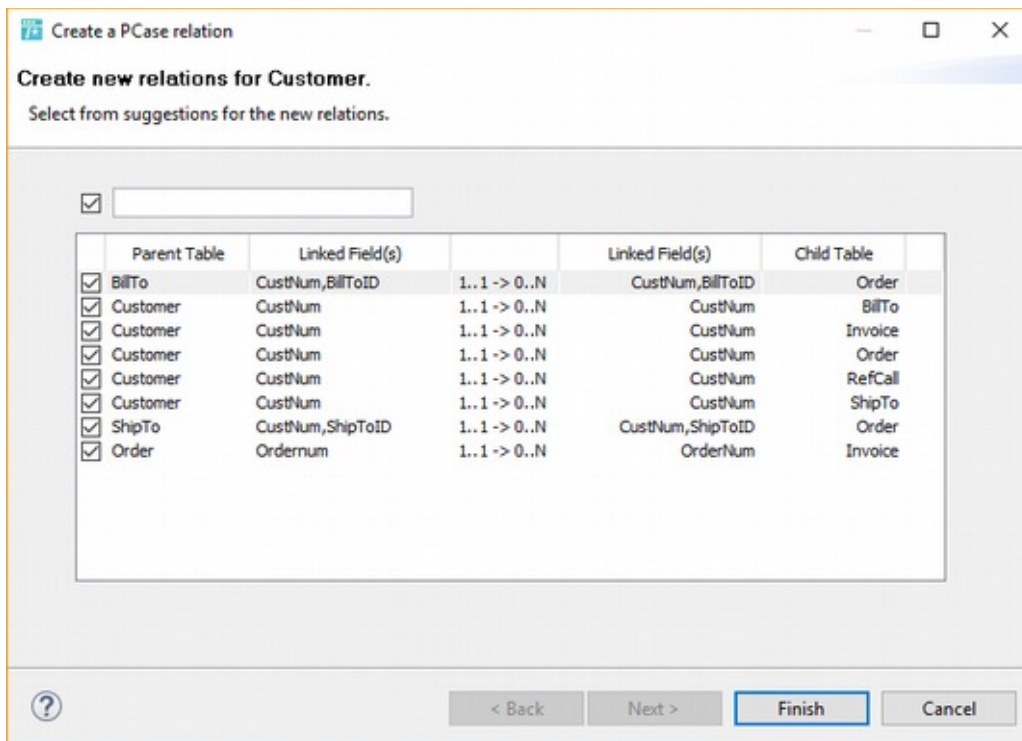 Create a PCase relation
Create new relations for Customer.
Select from suggestions for the new relations.
Parent Table Linked Field(s) Linked Field(s) Child Table
BillTo CustNum,BillToID 1..1 -> 0..N CustNum,BillToID Order
Customer CustNum 1..1 -> 0..N CustNum BillTo
Customer CustNum 1..1 -> 0..N CustNum Invoice
Customer CustNum 1..1 -> 0..N CustNum Order
Customer CustNum 1..1 -> 0..N CustNum RefCall
Customer CustNum 1..1 -> 0..N CustNum ShipTo
ShipTo CustNum,ShipToID 1..1 -> 0..N CustNum,ShipToID Order
Order Ordernum 1..1 -> 0..N OrderNum Invoice
? < Back Next > Finish Cancel